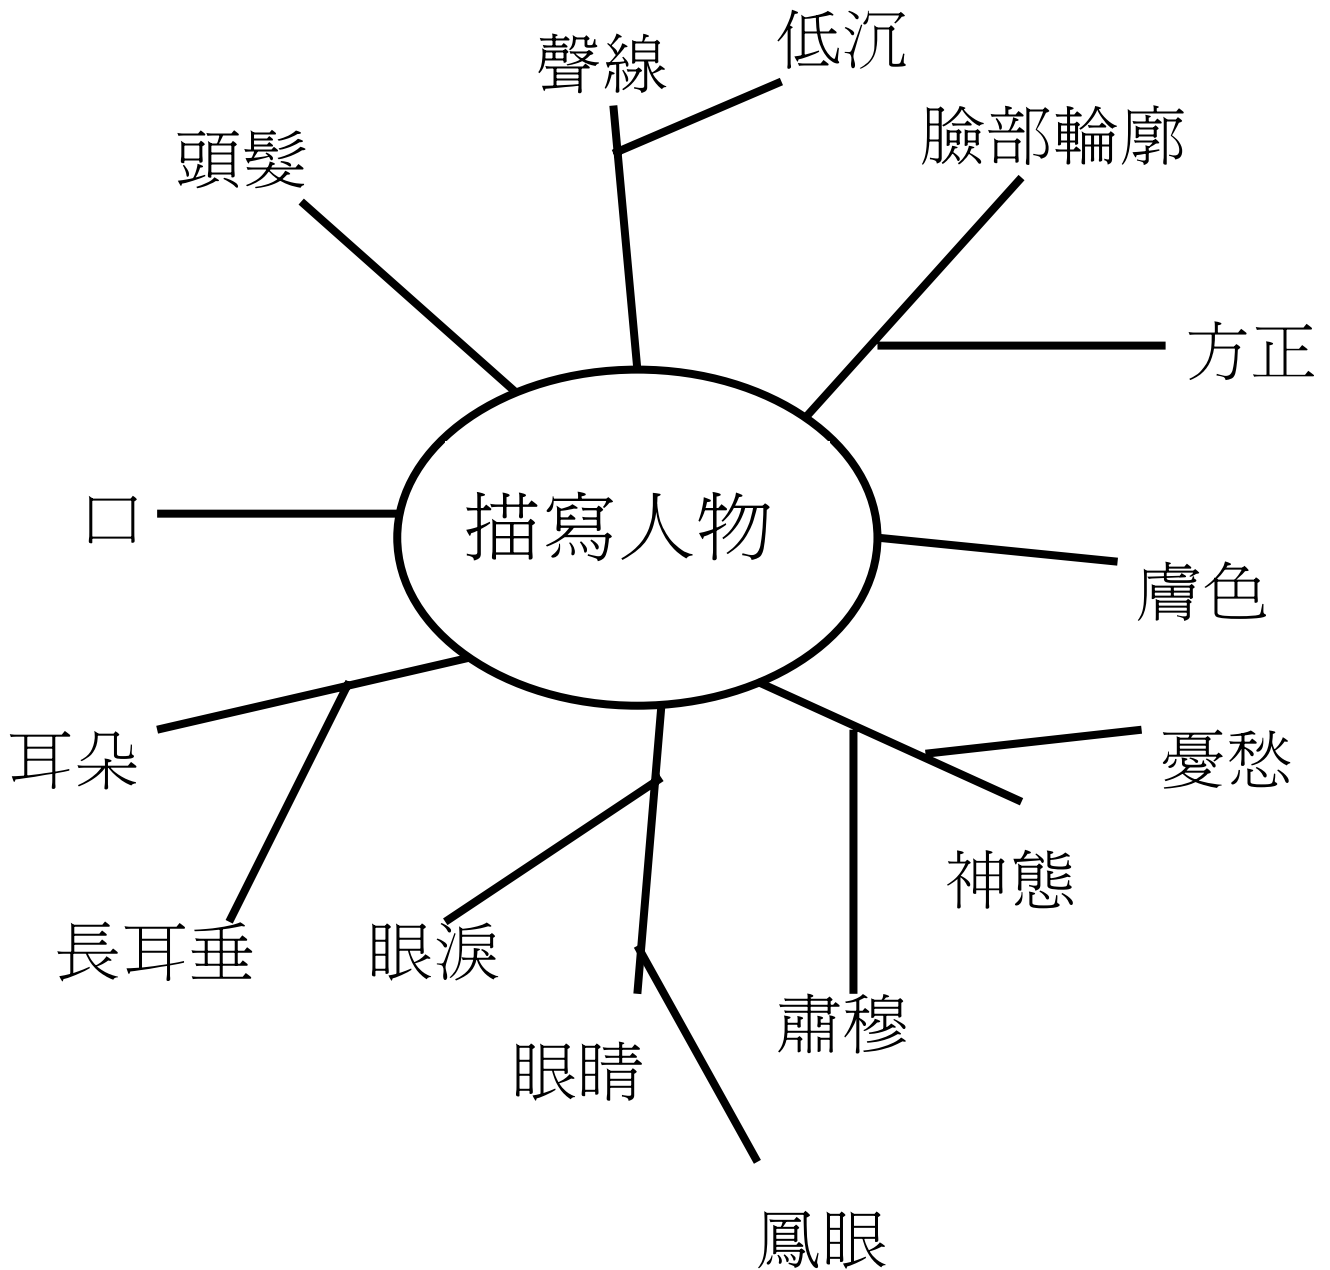 低沉
聲線
臉部輪廓
頭髮
方正
口
描寫人物
膚色
耳朵
憂愁
神態
長耳垂
眼淚
肅穆
眼睛
鳳眼